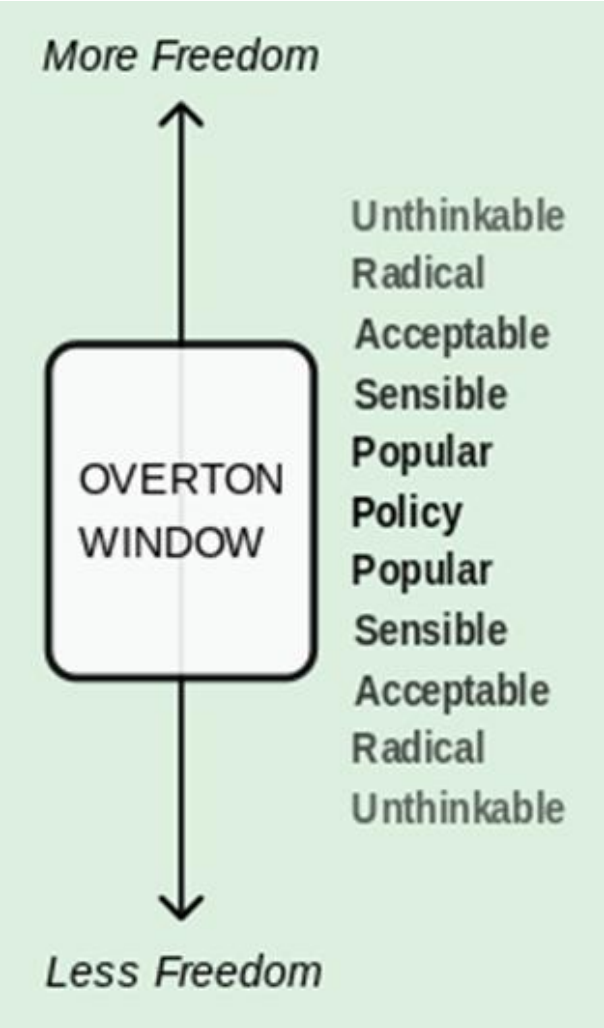 More Freedom
Unthinkable
Radical
Acceptable
Sensible
Popular
Policy
Popular
Sensible
Acceptable
Radical
Unthinkable
OVERTON
WINDOW
Less Freedom